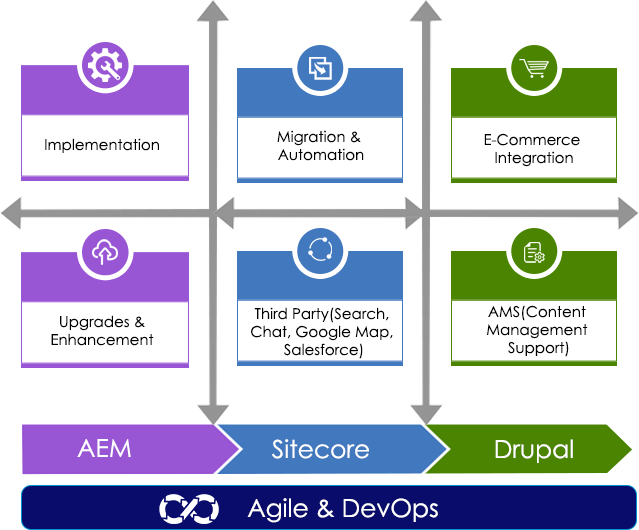 Implementation
Migration &
Automation
E-Commerce
Integration
Upgrades &
Enhancement
Third Party(Search,
Chat, Google Map,
Salesforce)
AMS(Content
Management
Support)
AEM
Sitecore
Drupal
Agile & DevOps